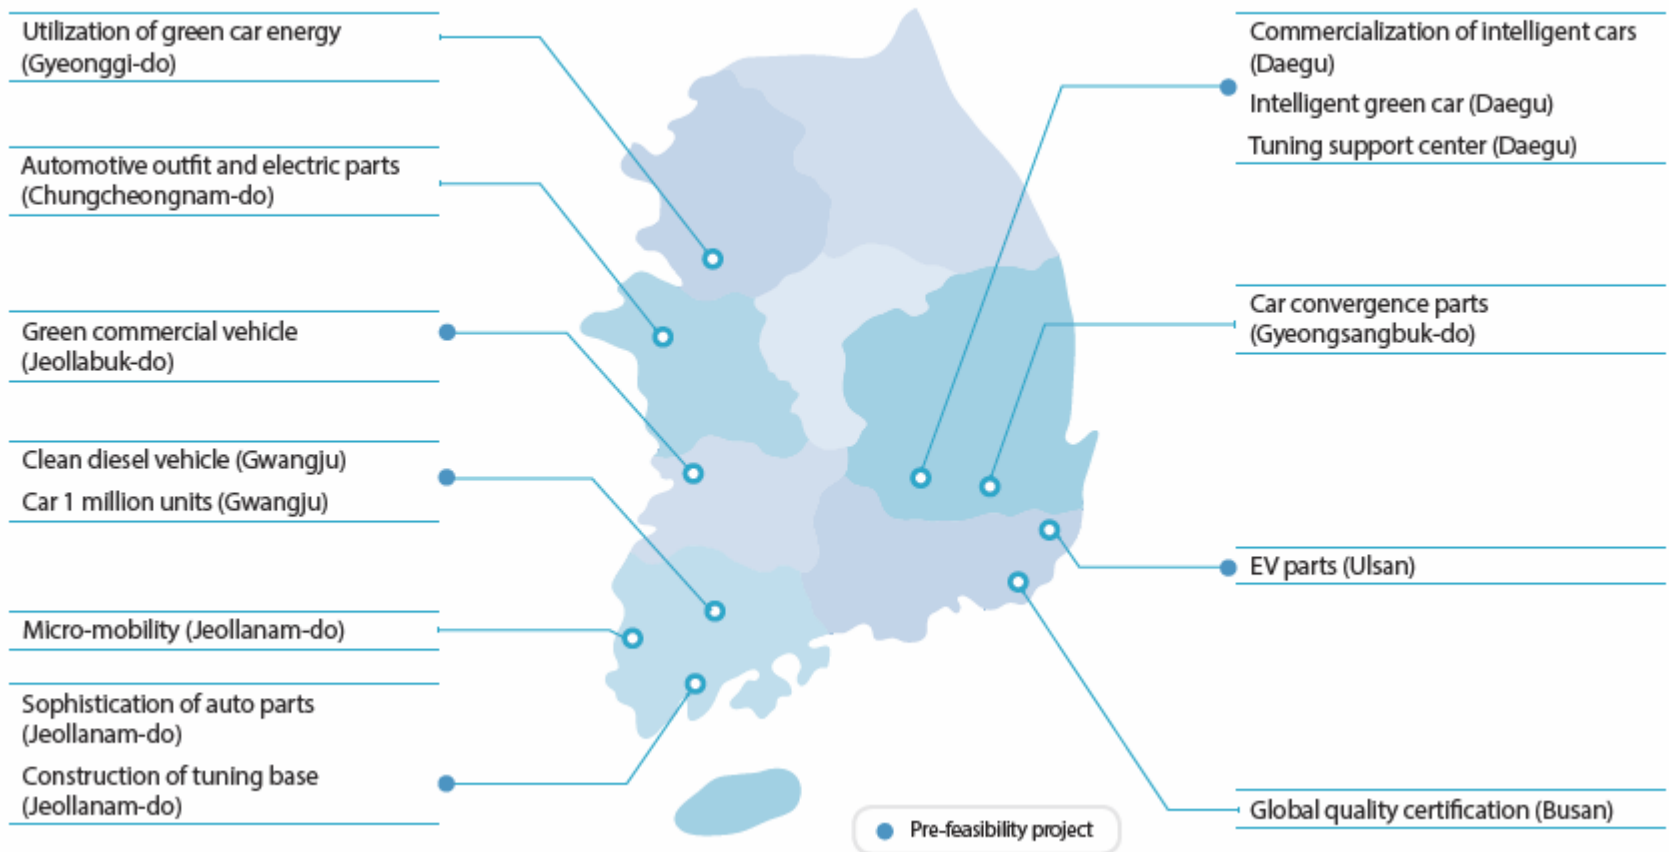 Utilization of green car energy
(Gyeonggi-do)
Automotive outfit and electric parts
(Chungcheongnam-do)
Green commercial vehicle
(Jeollabuk-do)
Clean diesel vehicle (Gwangju)
Car 1 million units (Gwangju)
Micro-mobility (Jeollanam-do)
Sophistication of auto parts
(Jeollanam-do)
Construction of tuning base
(Jeollanam-do)
Commercialization of intelligent cars
(Daegu)
Intelligent green car (Daegu)
Tuning support center (Daegu)
Car convergence parts
(Gyeongsangbuk-do)
EV parts (Ulsan)
Global quality certification (Busan)
Pre-feasibility project